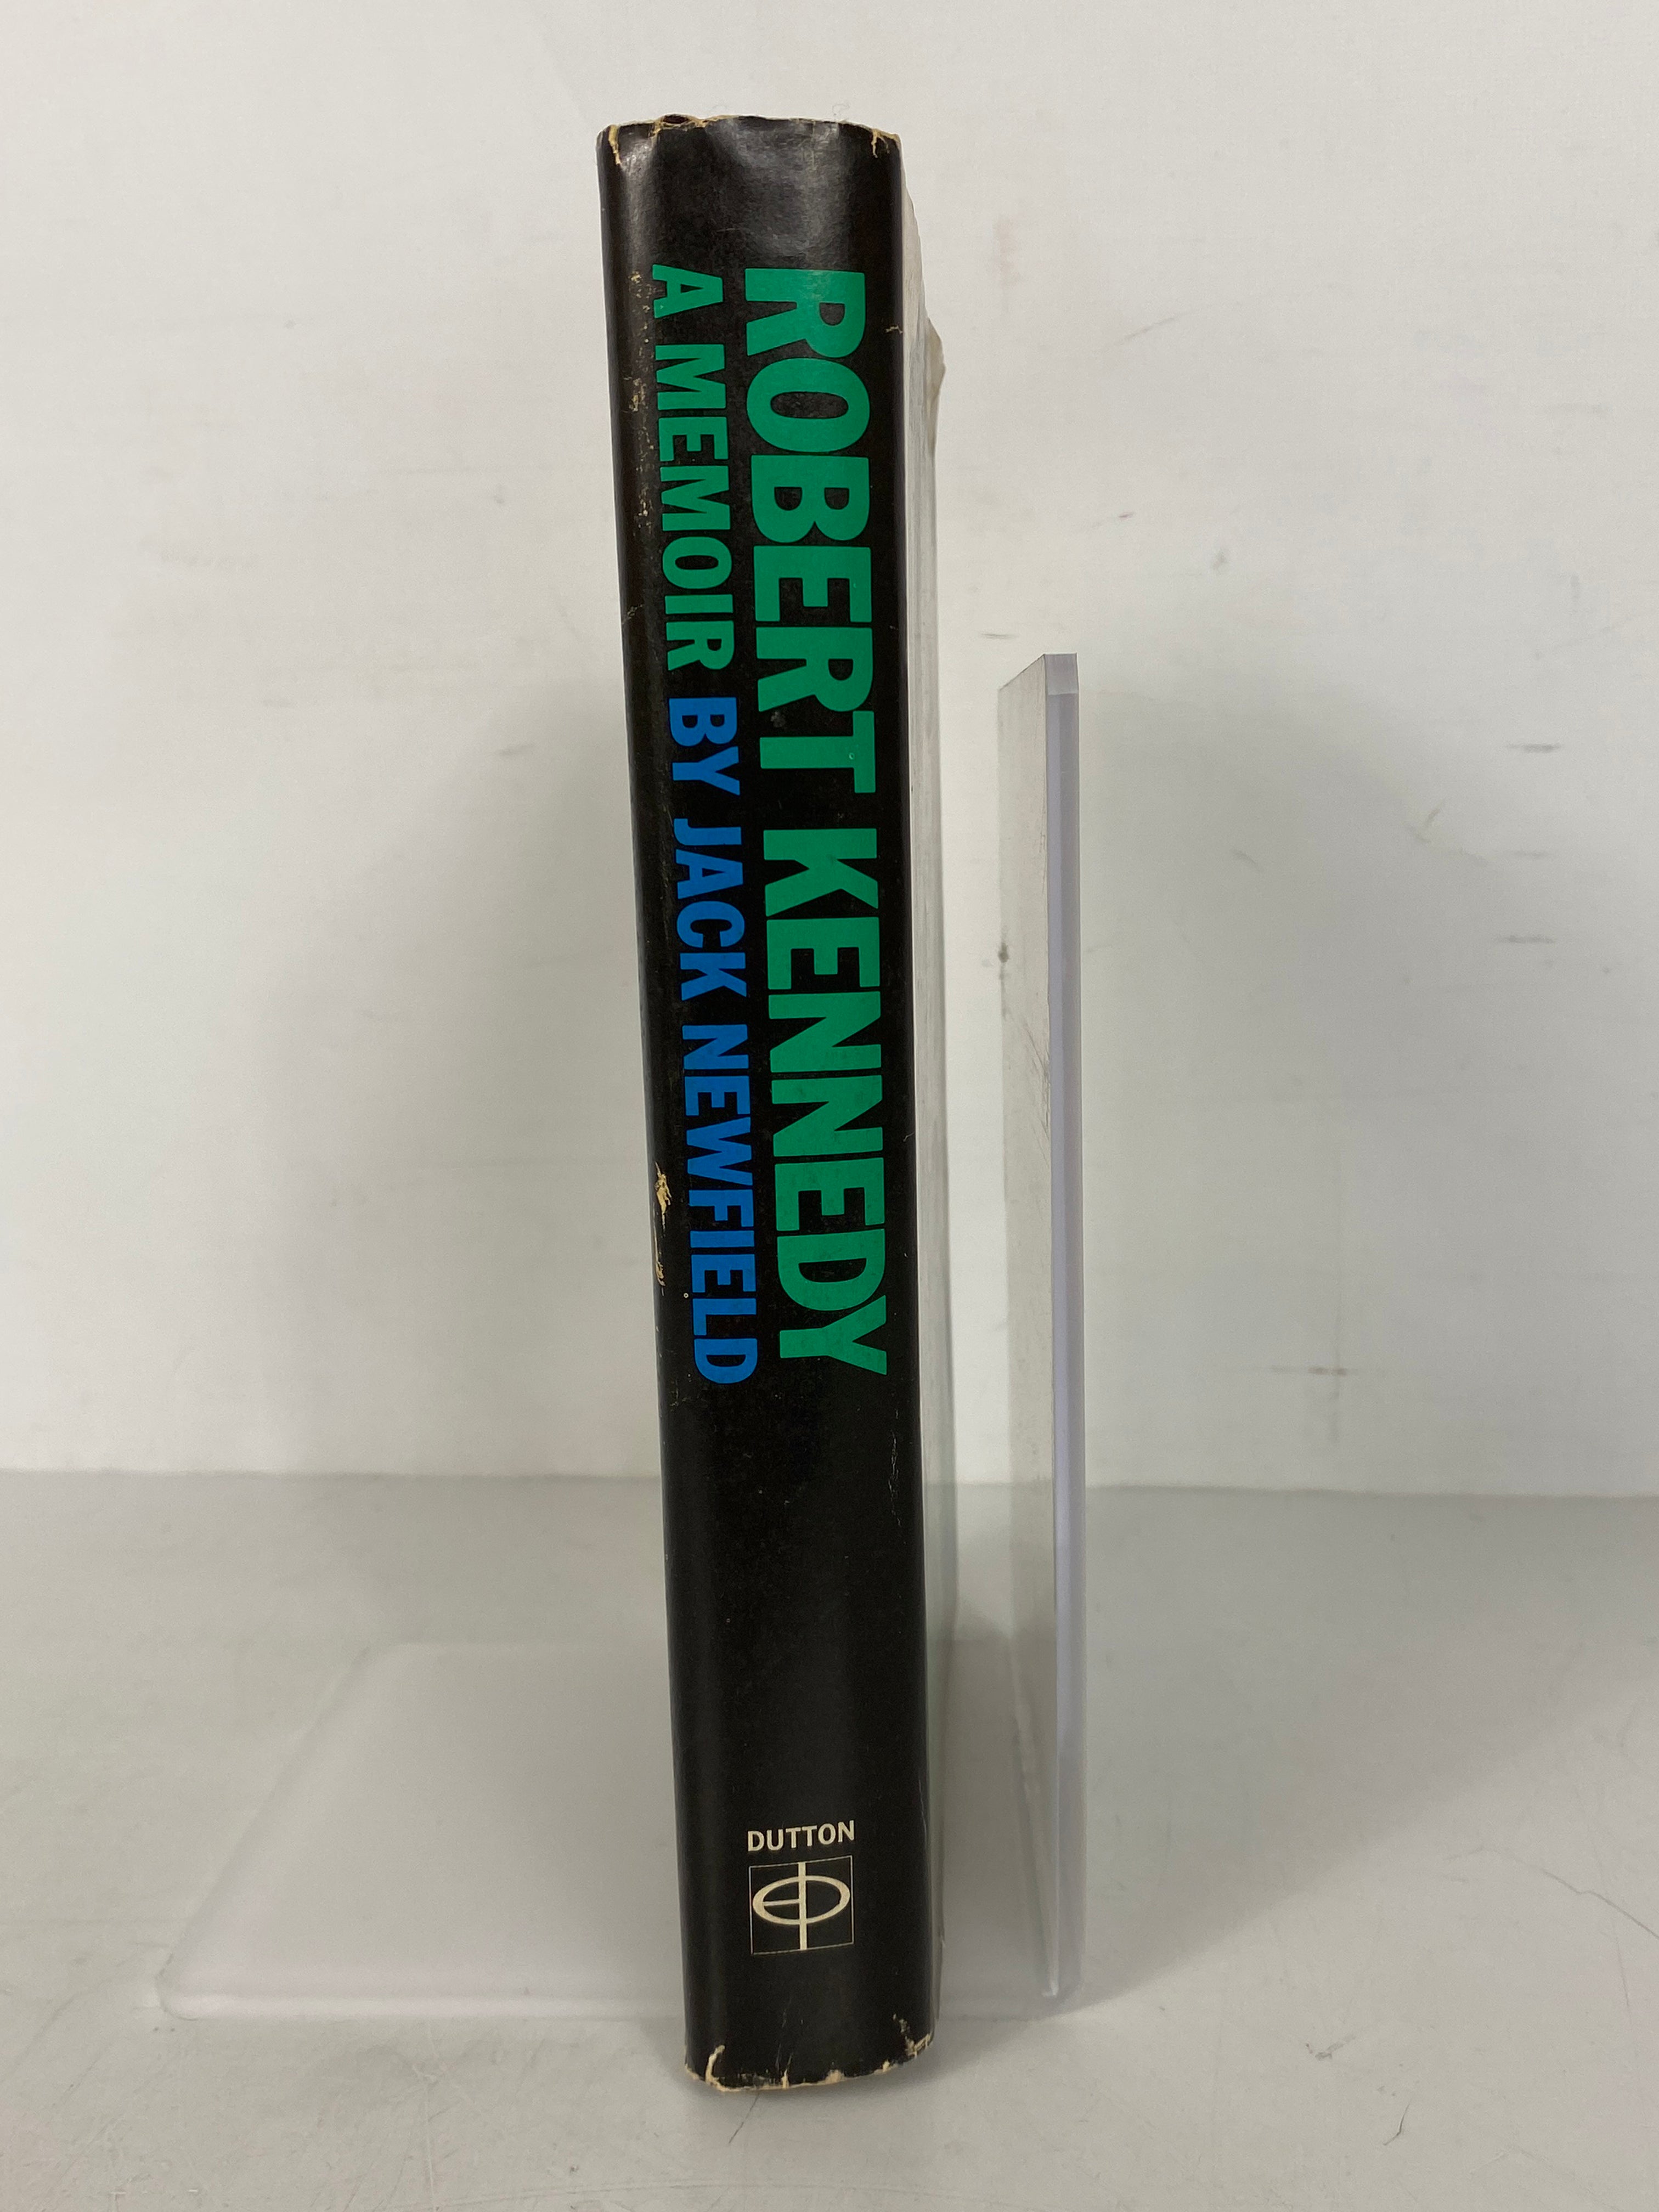 ROBERT KENNEDY
A MEMOIR BY JACK NEWFIELD
DUTTON